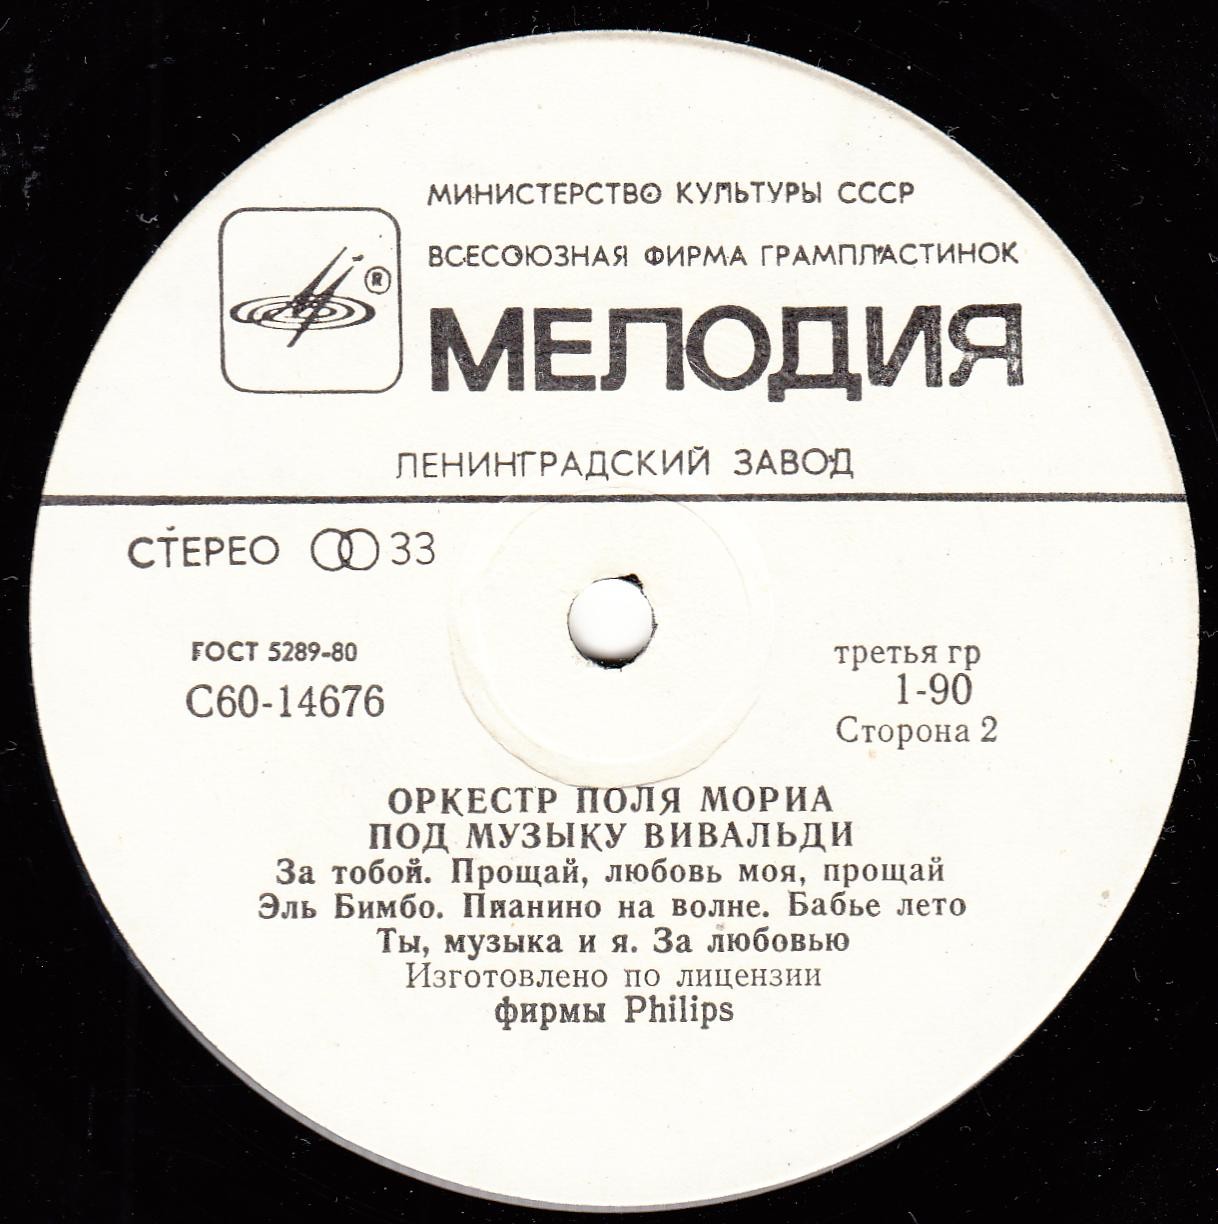 МИНИСТЕРСТВО КУЛЬТУРЫ СССР
ВСЕСОЮЗНАЯ ФИРМА ГРАМПЛАСТИНОК
®
МЕЛОДИЯ
ЛЕНИНГРАДСКИЙ ЗАВОД
СТЕРЕО 33
ГОСТ 5289-80
С60-14676
третья гр
1-90
Сторона 2
ОРКЕСТР ПОЛЯ МОРИА
ПОД МУЗЫКУ ВИВАЛЬДИ
За тобой. Прощай, любовь моя, прощай
Эль Бимбо. Пианино на волне. Бабье лето
Ты, музыка и я. За любовью
Изготовлено по лицензии
фирмы Philips